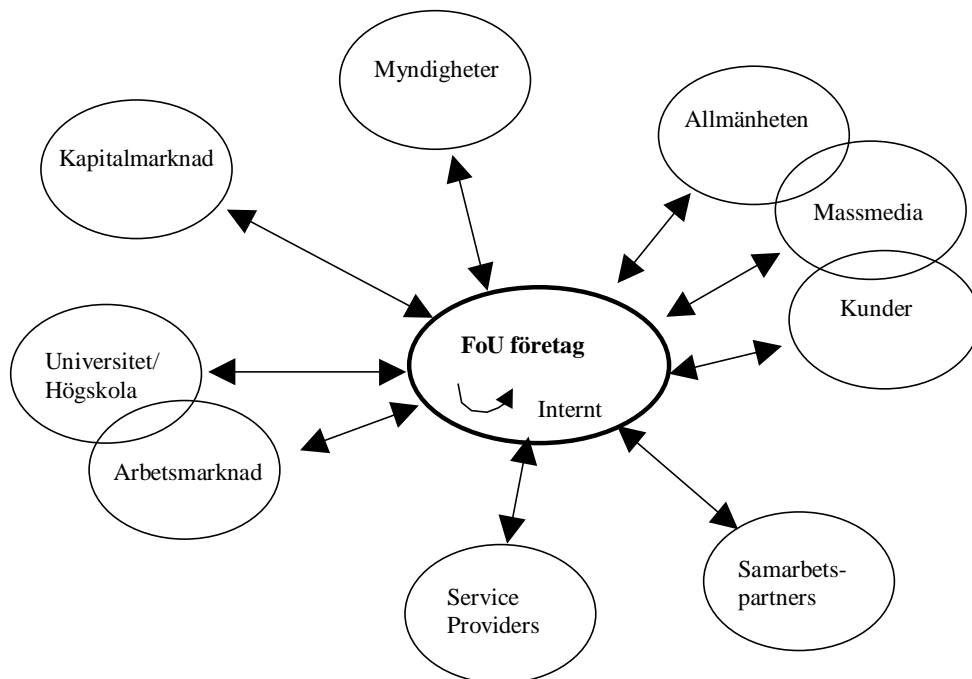 Myndigheter
Allmänheten
Kapitalmarknad
Massmedia
Kunder
FoU företag
Internt
Universitet/
Högskola
Arbetsmarknad
Samarbets-
partners
Service
Providers